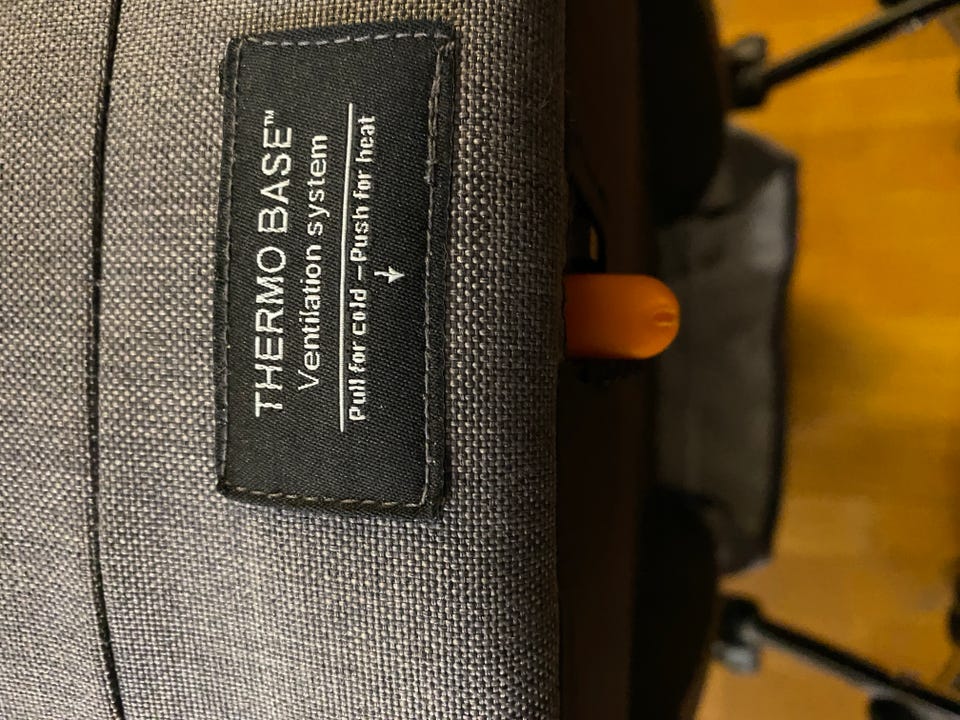 THERMO BASE™
Ventilation system
Pull for cold - Push for heat
↓